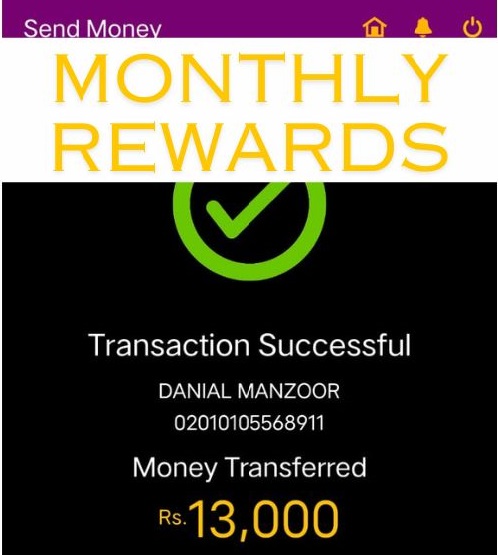 Send Money
MONTHLY
REWARDS
Transaction Successful
DANIAL MANZOOR
02010105568911
Money Transferred
Rs.13,000